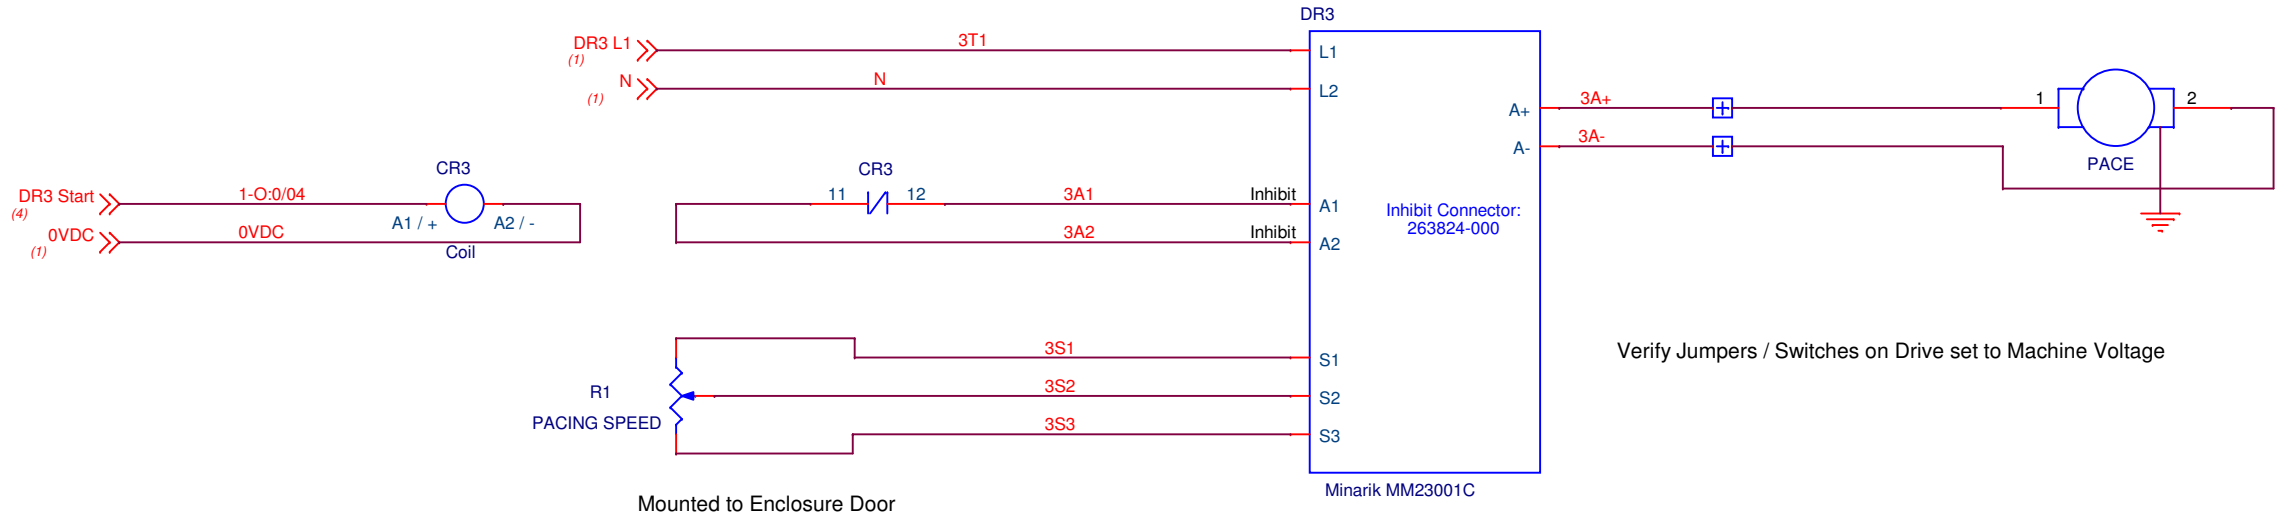 DR3
DR3 L1
(1)
3T1
L1
N
(1)
N
L2
A+
3A+
1
2
A-
3A-
PACE
CR3
CR3
DR3 Start
(4)
1-O:0/04
A1 / +
A2 / -
11
12
3A1
Inhibit
A1
Inhibit Connector:
263824-000
0VDC
(1)
0VDC
Coil
3A2
Inhibit
A2
3S1
S1
Verify Jumpers / Switches on Drive set to Machine Voltage
R1
PACING SPEED
3S2
S2
3S3
S3
Minarik MM23001C
Mounted to Enclosure Door